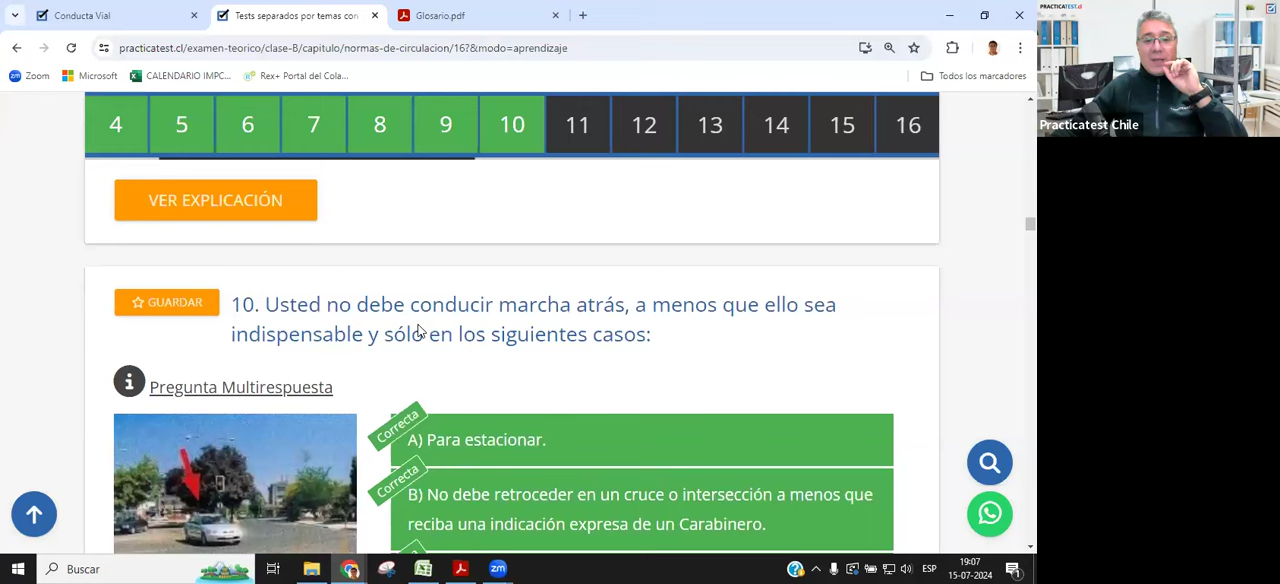 Conducta Vial
Tests separados por temas con
Glosario.pdf
practicatest.cl/examen-teorico/clase-B/capitulo/normas-de-circulacion/169?modo=aprendizaje
Zoom
Microsoft
CALENDARIO IMPC...
Rex+ Portal del Cola...
Todos los marcadores
PRACTICATEST.cl
Practicatest Chile
4 5 6 7 8 9 10 11 12 13 14 15 16
VER EXPLICACIÓN
GUARDAR
10. Usted no debe conducir marcha atrás, a menos que ello sea
indispensable y sólo en los siguientes casos:
Pregunta Multirespuesta
Correcta
A) Para estacionar.
Correcta
B) No debe retroceder en un cruce o intersección a menos que
reciba una indicación expresa de un Carabinero.
Buscar
ESP
19:07
15-07-2024